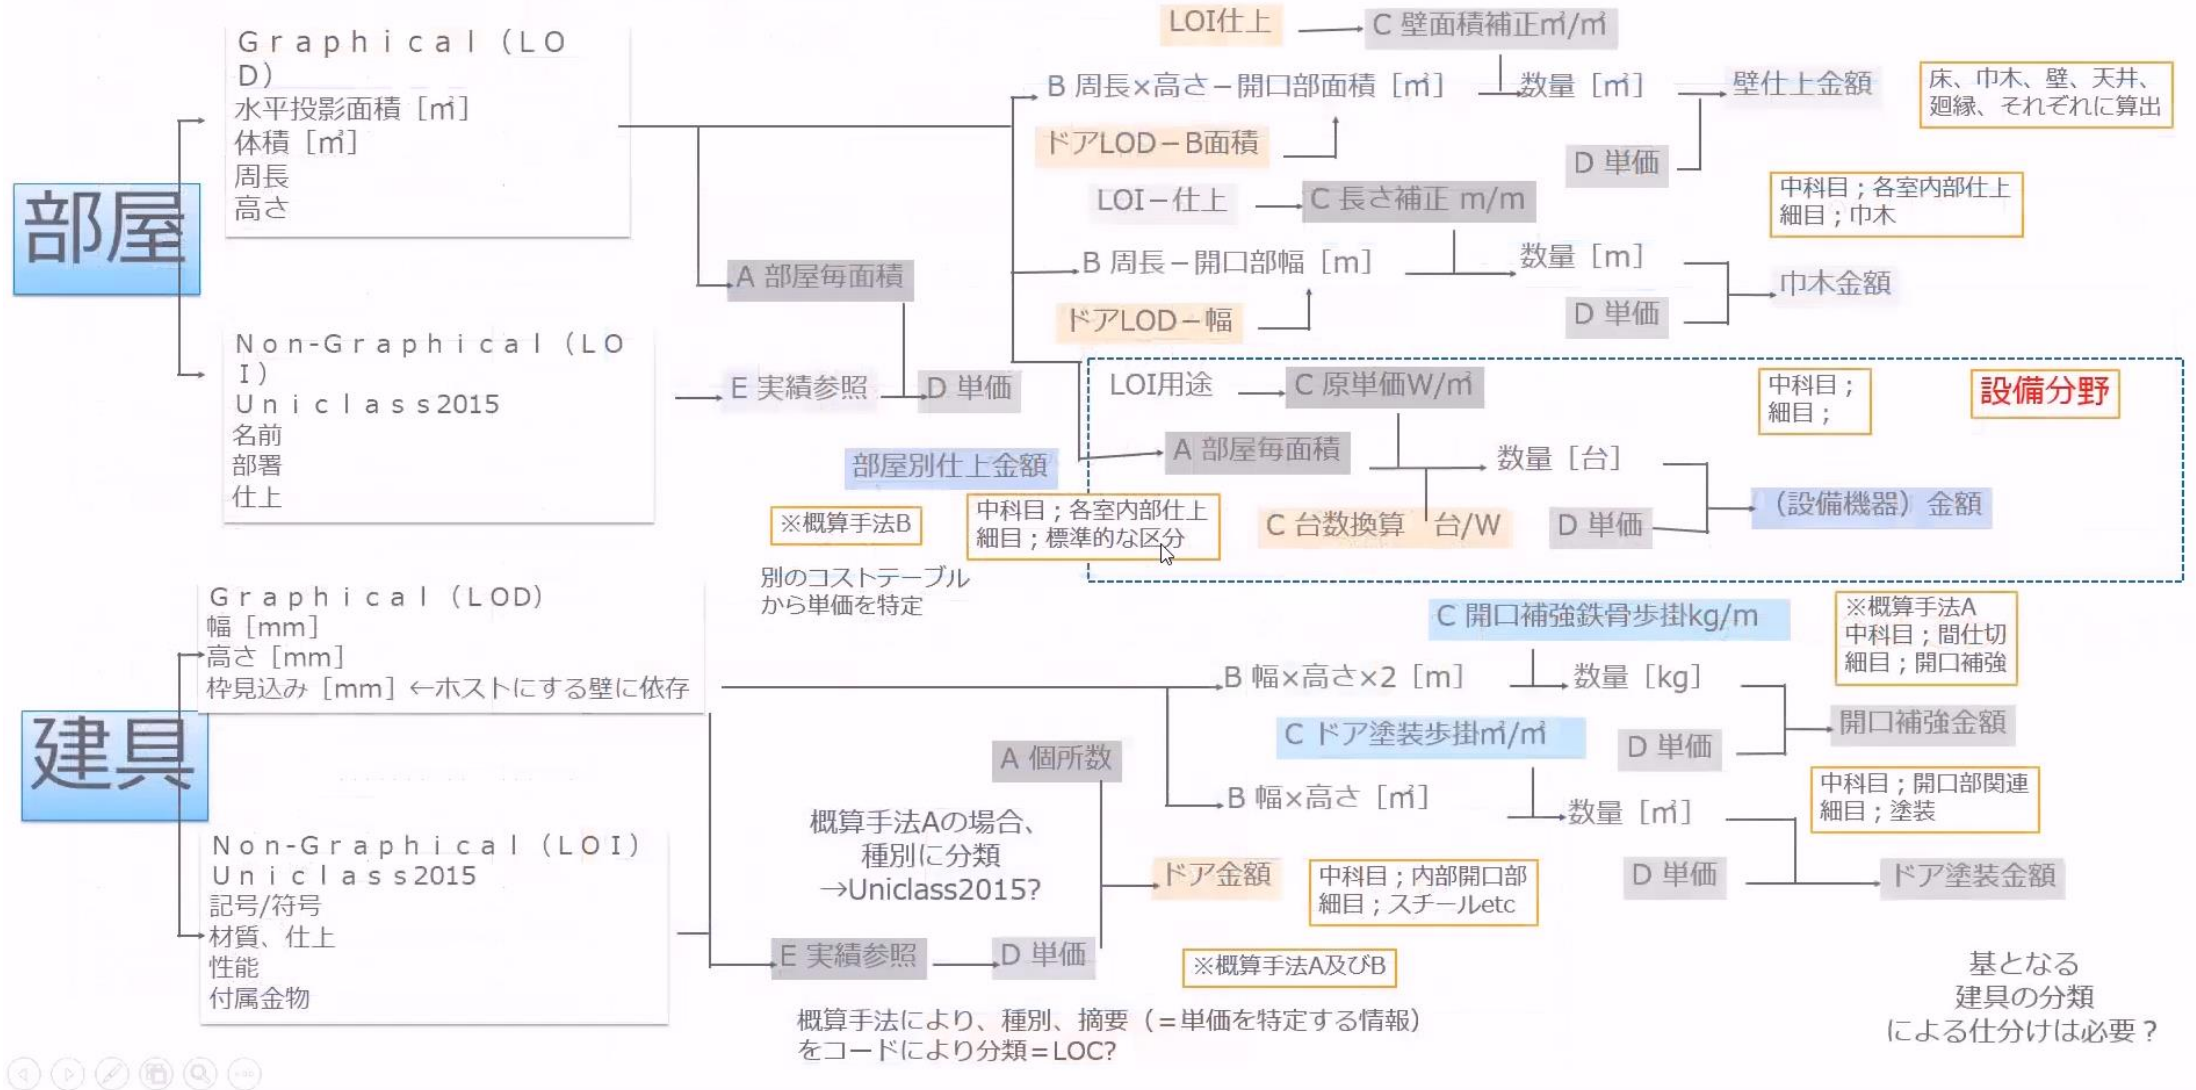 部屋
Ｇｒａｐｈｉｃａｌ（ＬＯ
Ｄ）
水平投影面積［㎡］
体積［㎥］
周長
高さ
Ｎｏｎ-Ｇｒａｐｈｉｃａｌ（ＬＯ
Ｉ）
Ｕｎｉｃｌａｓｓ2015
名前
部署
仕上
A 部屋毎面積
E 実績参照
D 単価
部屋別仕上金額
※概算手法B
中科目；各室内部仕上
細目；標準的な区分
別のコストテーブル
から単価を特定
LOI仕上
C 壁面積補正㎡/㎡
B 周長×高さ－開口部面積［㎡］
数量［㎡］
壁仕上金額
床、巾木、壁、天井、
廻縁、それぞれに算出
ドアLOD－B面積
D 単価
LOI－仕上
C 長さ補正 m/m
中科目；各室内部仕上
細目；巾木
B 周長－開口部幅［m］
数量［m］
巾木金額
ドアLOD－幅
D 単価
LOI用途
C 原単価W/㎡
中科目；
細目；
設備分野
A 部屋毎面積
数量［台］
C 台数換算　台/W
D 単価
（設備機器）金額
建具
Ｇｒａｐｈｉｃａｌ（ＬＯＤ）
幅［mm］
高さ［mm］
枠見込み［mm］←ホストにする壁に依存
Ｎｏｎ-Ｇｒａｐｈｉｃａｌ（ＬＯＩ）
Ｕｎｉｃｌａｓｓ2015
記号/符号
材質、仕上
性能
付属金物
C 開口補強鉄骨歩掛kg/m
※概算手法A
中科目；間仕切
細目；開口補強
B 幅×高さ×2［m］
数量［kg］
開口補強金額
C ドア塗装歩掛㎡/㎡
D 単価
A 個所数
B 幅×高さ［㎡］
数量［㎡］
中科目；開口部関連
細目；塗装
概算手法Aの場合、
種別に分類
→Uniclass2015?
ドア金額
中科目；内部開口部
細目；スチールetc
D 単価
ドア塗装金額
E 実績参照
D 単価
※概算手法A及びB
概算手法により、種別、摘要（＝単価を特定する情報）
をコードにより分類＝LOC?
基となる
建具の分類
による仕分けは必要？